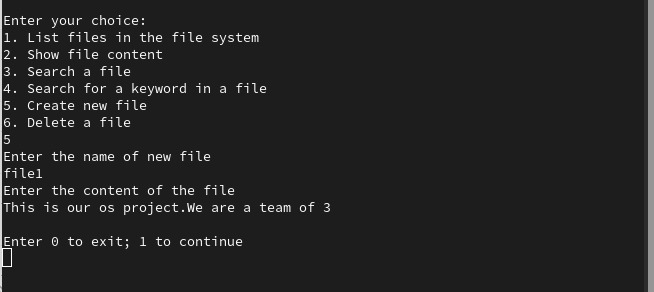 Enter your choice:
1. List files in the file system
2. Show file content
3. Search a file
4. Search for a keyword in a file
5. Create new file
6. Delete a file
5
Enter the name of new file
file1
Enter the content of the file
This is our os project.We are a team of 3
Enter 0 to exit; 1 to continue